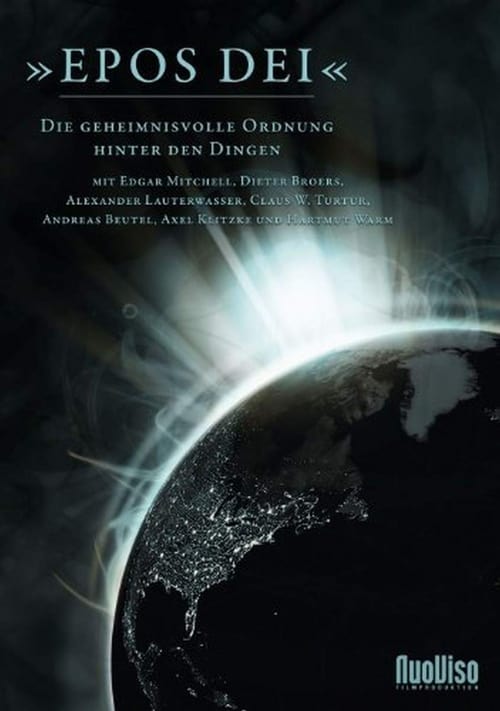 »EPOS DEI«
DIE GEHEIMNISVOLLE ORDNUNG
HINTER DEN DINGEN
MIT EDGAR MITCHELL, DIETER BROERS,
ALEXANDER LAUTERWASSER, CLAUS W. TURTUR,
ANDREAS BEUTEL, AXEL KLITZKE UND HARTMUT WARM
NuoViso
FILMPRODUKTION